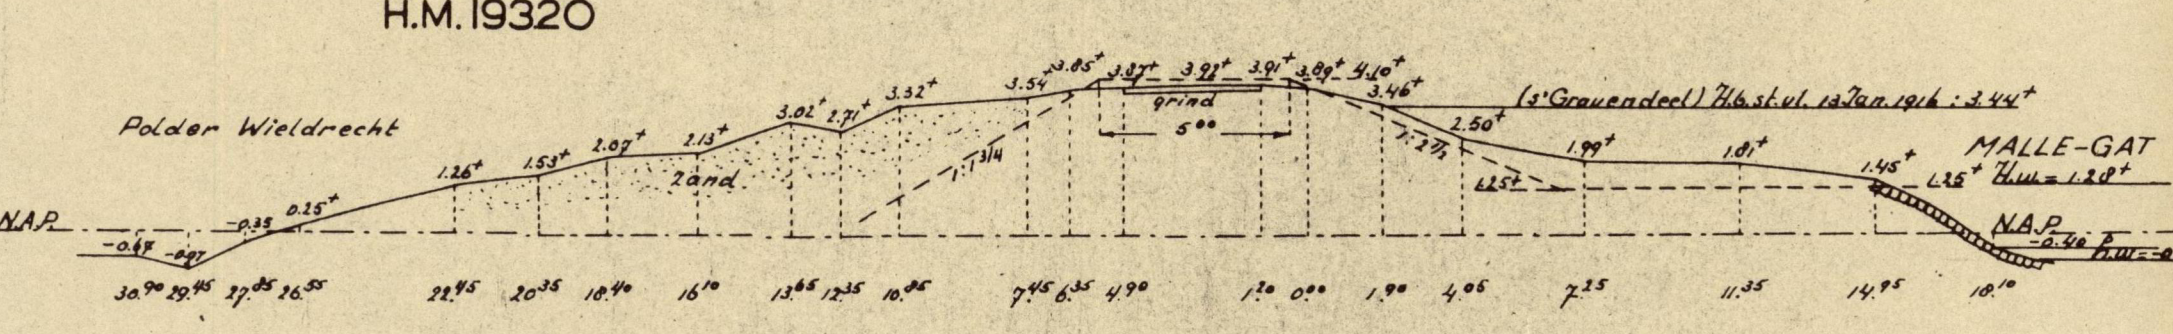 H.M. 19320
3.85+ 3.87+ 3.92+ 3.91+ 3.89+ 4.10+
3.54+
3.32+
3.46+
3.02+ 2.71+
grind
(s'Gravendeel) H.b.st.vl. 13 Jan. 1916 : 3.44+
Polder Wieldrecht
5.00
2.50+
2.07+ 2.13+
1:1 3/4
1:2 1/2
1.99+ 1.81+
MALLE-GAT
1.26+ 1.53+
Zand
1.25+
1.45+
1.25+ H.w. = 1.28+
N.A.P.
-0.35 0.25+
N.A.P.
-0.67 -0.97
-0.40
30.90 29.45 27.85 26.55 22.45 20.35 18.40 16.10 13.65 12.35 10.85 7.45 6.35 4.90 1.20 0.00 1.90 4.05 7.25 11.35 14.95 18.10